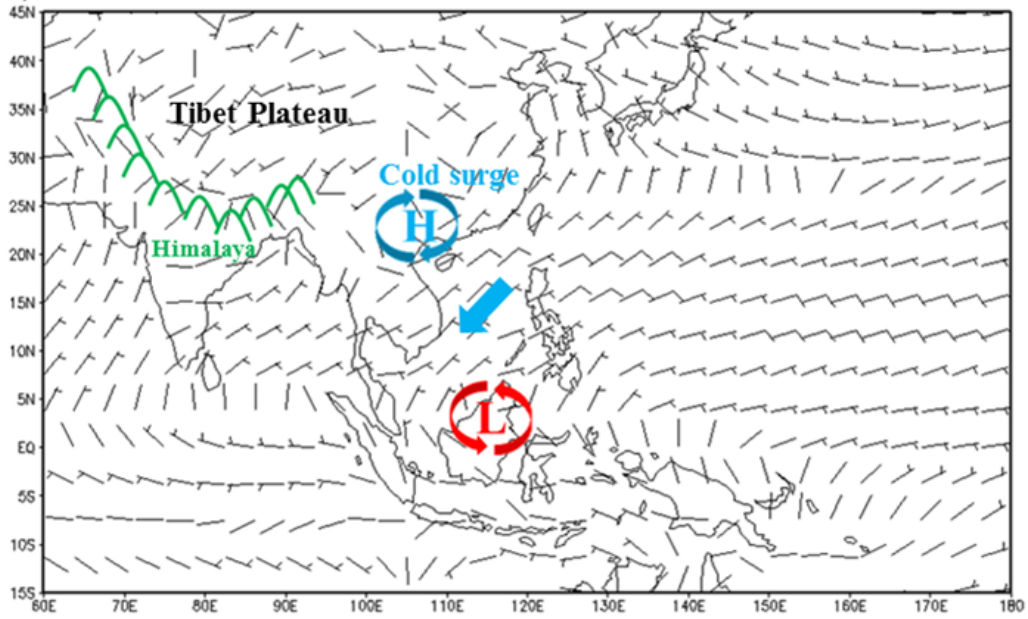 45N
40N
35N
30N
25N
20N
15N
10N
5N
EQ
5S
10S
15S
Tibet Plateau
Cold surge
H
Himalaya
L
60E 70E 80E 90E 100E 110E 120E 130E 140E 150E 160E 170E 180